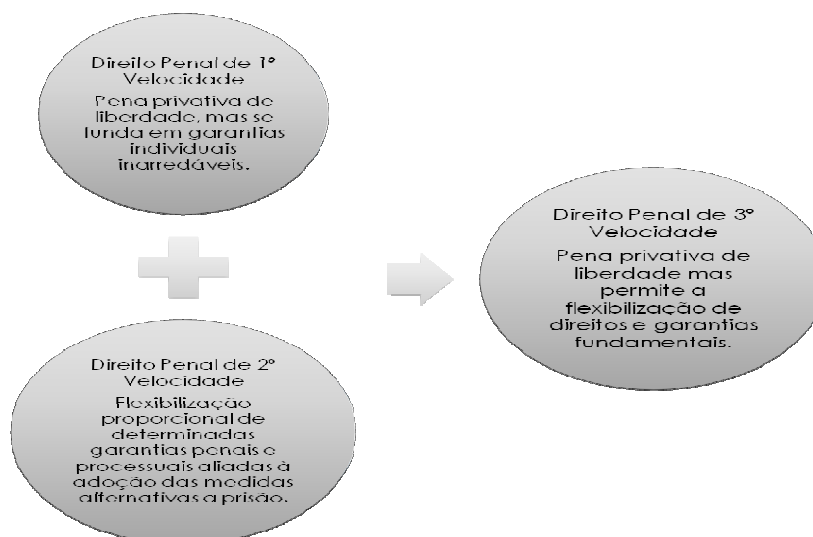 Direito Penal de 1º
Velocidade
Pena privativa de
liberdade, mas se
funda em garantias
individuais
inarredáveis.
Direito Penal de 2º
Velocidade
Flexibilização
proporcional de
determinadas
garantias penais e
processuais aliadas à
adoção das medidas
alternativas a prisão.
Direito Penal de 3º
Velocidade
Pena privativa de
liberdade mas
permite a
flexibilização de
direitos e garantias
fundamentais.